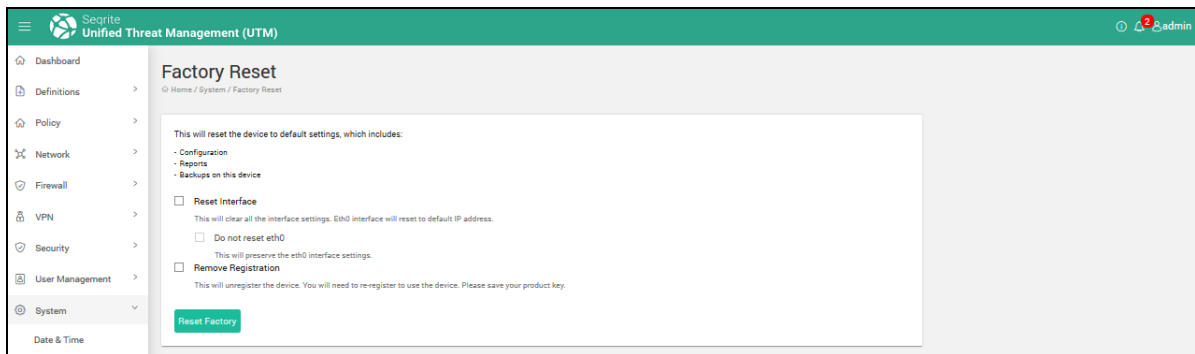 Seqrite
Unified Threat Management (UTM)
2
admin
Dashboard
Definitions
Policy
Network
Firewall
VPN
Security
User Management
System
Date & Time
Factory Reset
Home / System / Factory Reset
This will reset the device to default settings, which includes:
- Configuration
- Reports
- Backups on this device
Reset Interface
This will clear all the interface settings. Eth0 interface will reset to default IP address.
Do not reset eth0
This will preserve the eth0 interface settings.
Remove Registration
This will unregister the device. You will need to re-register to use the device. Please save your product key.
Reset Factory